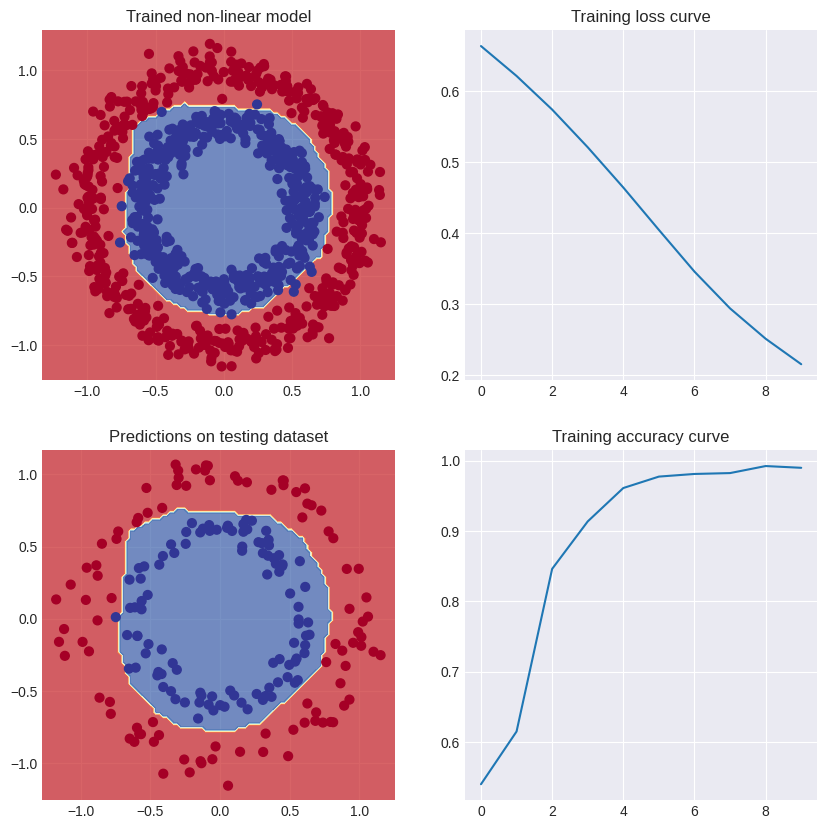 Trained non-linear model
1.0
0.5
0.0
−0.5
−1.0
−1.0 −0.5 0.0 0.5 1.0
Training loss curve
0.6
0.5
0.4
0.3
0.2
0 2 4 6 8
Predictions on testing dataset
1.0
0.5
0.0
−0.5
−1.0
−1.0 −0.5 0.0 0.5 1.0
Training accuracy curve
1.0
0.9
0.8
0.7
0.6
0 2 4 6 8